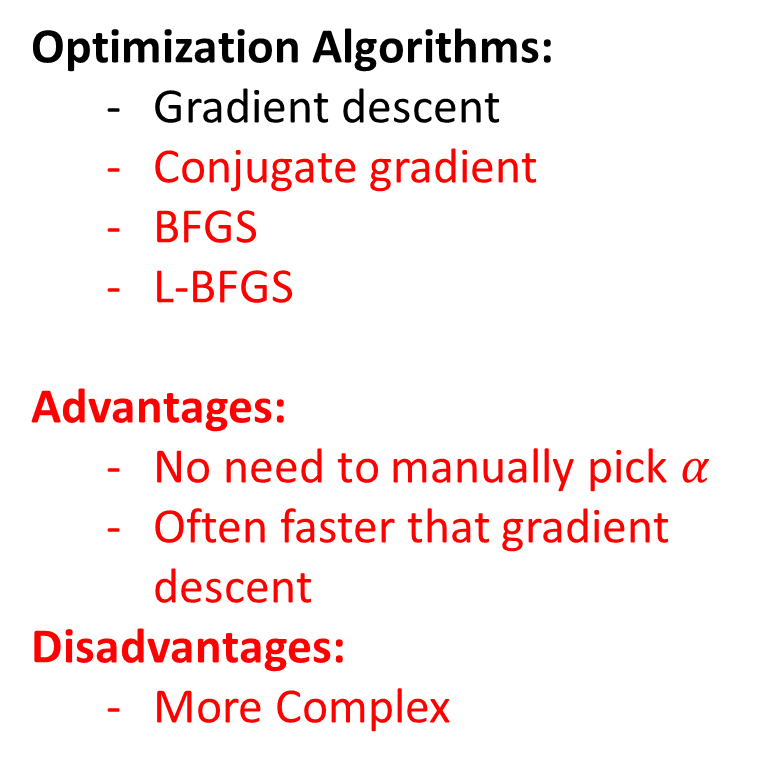 Optimization Algorithms:
- Gradient descent
- Conjugate gradient
- BFGS
- L-BFGS
Advantages:
- No need to manually pick α
- Often faster that gradient
descent
Disadvantages:
- More Complex